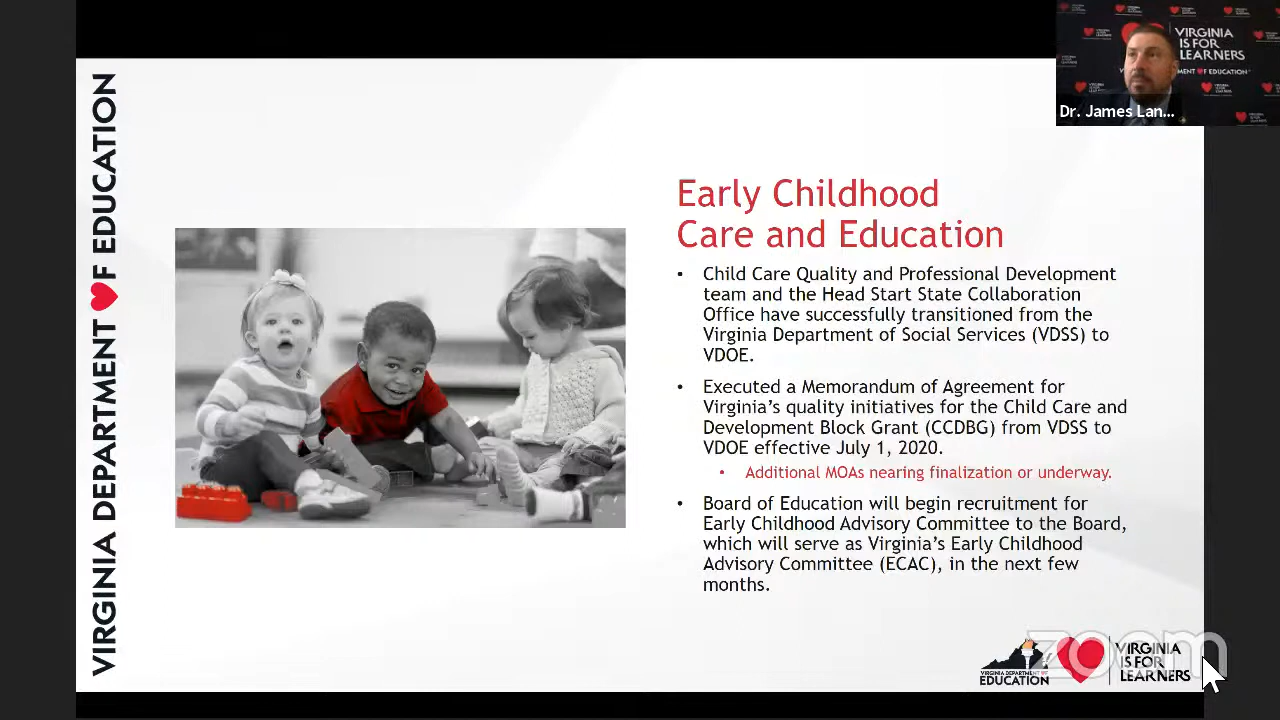 VIRGINIA
IS FOR
LEARNERS
Dr. James Lan...
VIRGINIA DEPARTMENT OF EDUCATION
Early Childhood
Care and Education
• Child Care Quality and Professional Development
team and the Head Start State Collaboration
Office have successfully transitioned from the
Virginia Department of Social Services (VDSS) to
VDOE.
• Executed a Memorandum of Agreement for
Virginia’s quality initiatives for the Child Care and
Development Block Grant (CCDBG) from VDSS to
VDOE effective July 1, 2020.
• Additional MOAs nearing finalization or underway.
• Board of Education will begin recruitment for
Early Childhood Advisory Committee to the Board,
which will serve as Virginia’s Early Childhood
Advisory Committee (ECAC), in the next few
months.
VIRGINIA DEPARTMENT OF
EDUCATION
zoom
VIRGINIA
IS FOR
LEARNERS